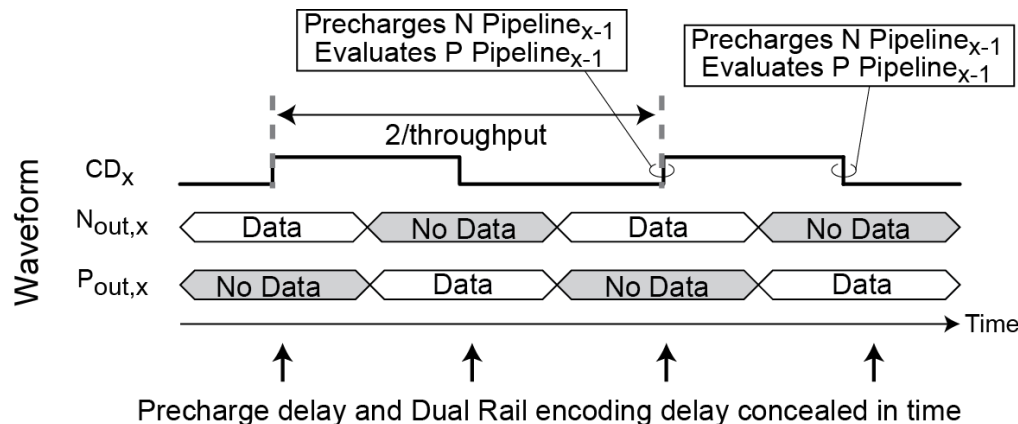 Precharges N Pipelinex-1
Evaluates P Pipelinex-1
Precharges N Pipelinex-1
Evaluates P Pipelinex-1
2/throughput
Waveform
CDx
Nout,x
Data
No Data
Data
No Data
Pout,x
No Data
Data
No Data
Data
Time
Precharge delay and Dual Rail encoding delay concealed in time